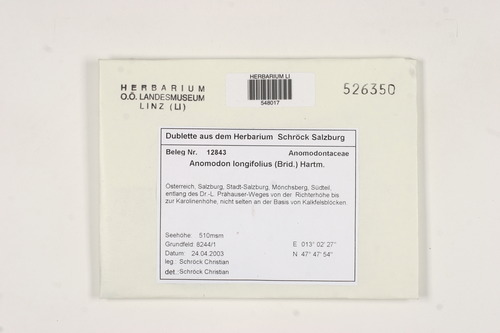 HERBARIUM
O.Ö. LANDESMUSEUM
LINZ (LI)
HERBARIUM LI
548017
526350
Dublette aus dem Herbarium Schröck Salzburg
Beleg Nr. 12843 Anomodontaceae
Anomodon longifolius (Brid.) Hartm.
Österreich, Salzburg, Stadt-Salzburg, Mönchsberg, Südteil,
entlang des Dr.-L. Prähauser-Weges von der Richterhöhe bis
zur Karolinenhöhe, nicht selten an der Basis von Kalkfelsblöcken.
Seehöhe: 510msm
Grundfeld: 8244/1 E 013° 02' 27"
Datum: 24.04.2003 N 47° 47' 54"
leg.: Schröck Christian
det.: Schröck Christian